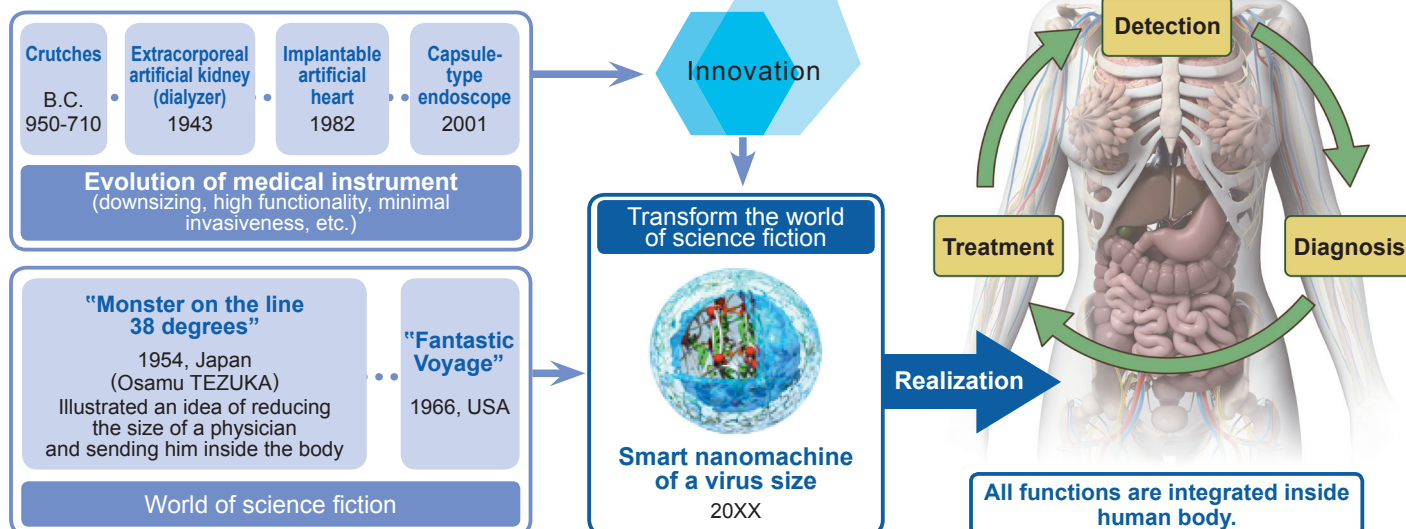 Crutches
B.C.
950-710
Extracorporeal
artificial kidney
(dialyzer)
1943
Implantable
artificial
heart
1982
Capsule-
type
endoscope
2001
Evolution of medical instrument
(downsizing, high functionality, minimal
invasiveness, etc.)
"Monster on the line
38 degrees”
1954, Japan
(Osamu TEZUKA)
Illustrated an idea of reducing
the size of a physician
and sending him inside the body
"Fantastic
Voyage”
1966, USA
World of science fiction
Innovation
Transform the world
of science fiction
Smart nanomachine
of a virus size
20XX
Realization
Detection
Treatment
Diagnosis
All functions are integrated inside
human body.